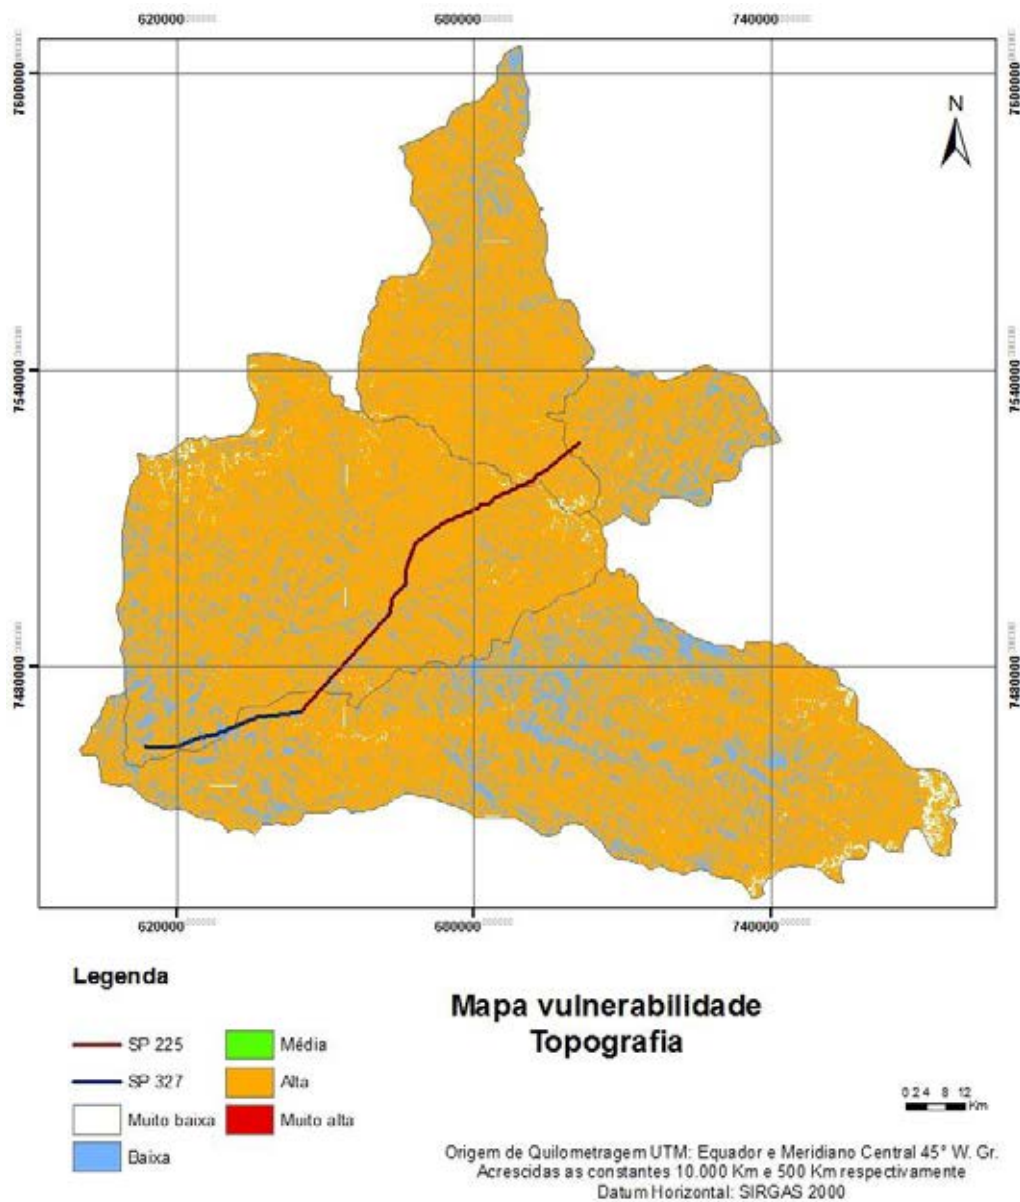 620000 680000 740000
7600000 7600000
N
7540000 7540000
7480000 7480000
620000 680000 740000
Legenda
Mapa vulnerabilidade
Topografia
SP 225 Média
SP 327 Alta
Muito baixa Muito alta
Baixa
0 2 4 8 12
Km
Origem de Quilometragem UTM: Equador e Meridiano Central 45° W. Gr.
Acrescidas as constantes 10.000 Km e 500 Km respectivamente
Datum Horizontal: SIRGAS 2000